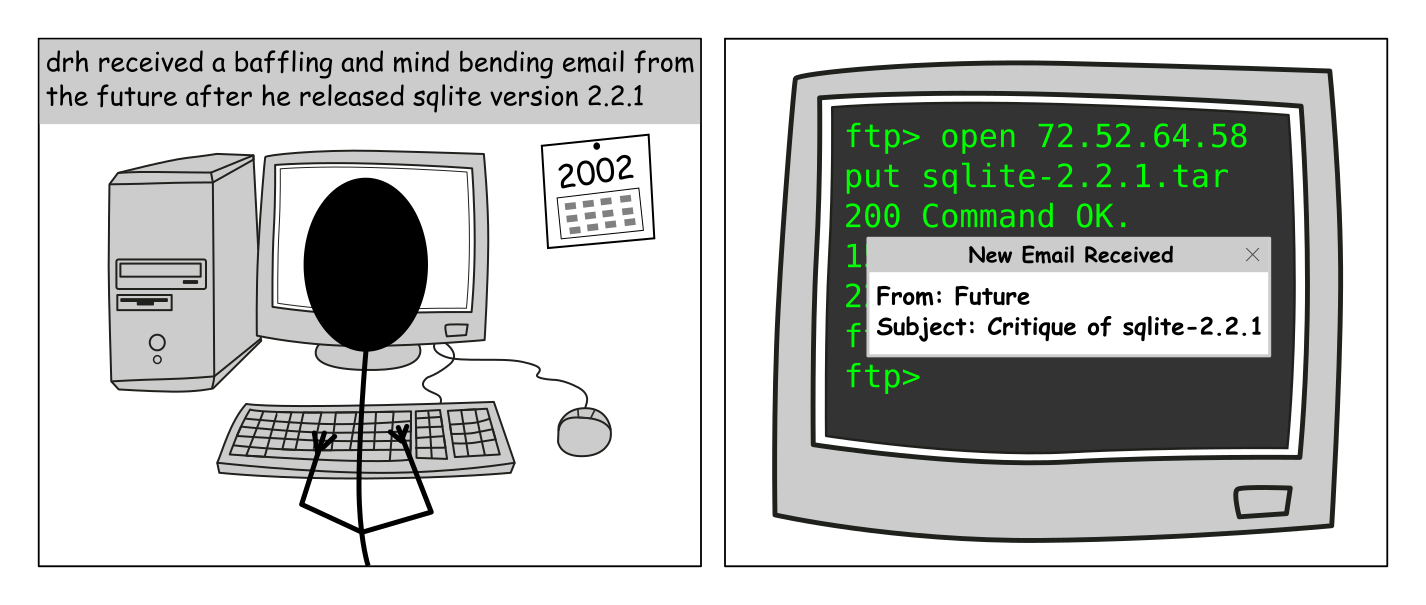 drh received a baffling and mind bending email from
the future after he released sqlite version 2.2.1
2002
ftp> open 72.52.64.58
put sqlite-2.2.1.tar
200 Command OK.
New Email Received
From: Future
Subject: Critique of sqlite-2.2.1
ftp>